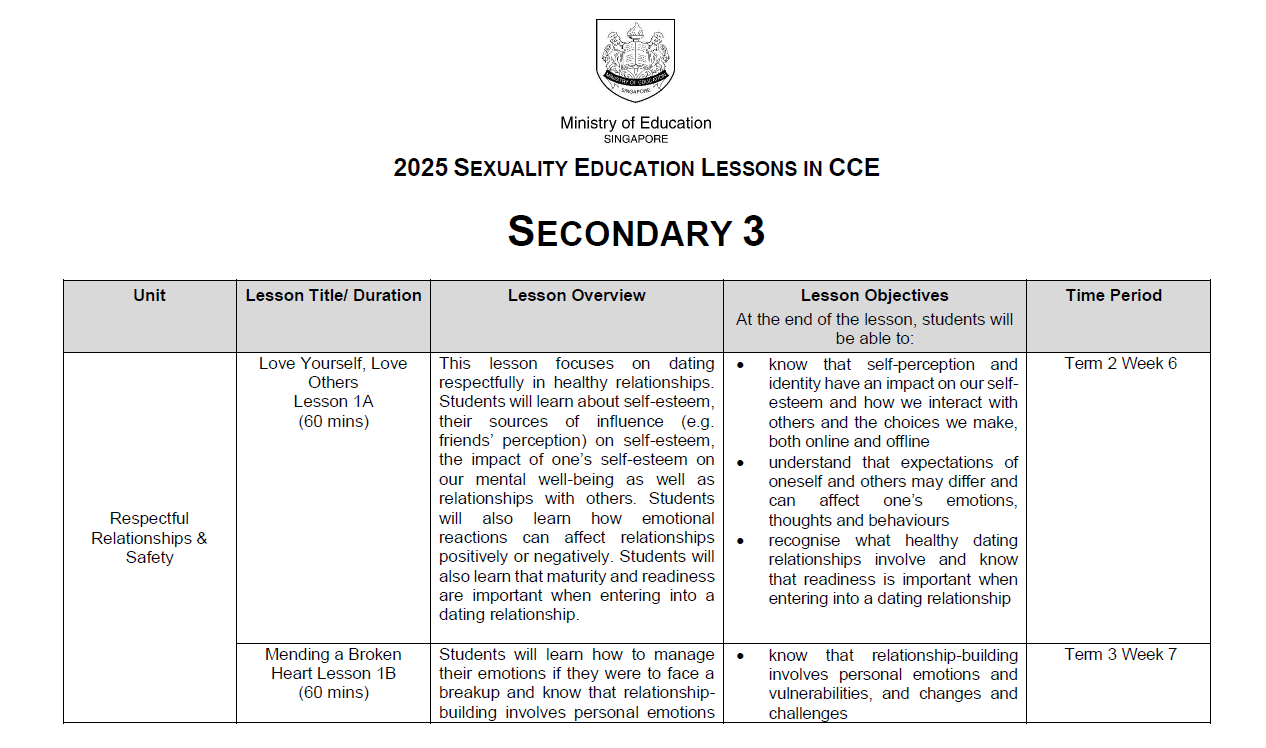 MINISTRY OF EDUCATION
SINGAPORE
Ministry of Education
SINGAPORE
2025 SEXUALITY EDUCATION LESSONS IN CCE
SECONDARY 3
Unit
Lesson Title/ Duration
Lesson Overview
Lesson Objectives
At the end of the lesson, students will
be able to:
Time Period
Respectful
Relationships &
Safety
Love Yourself, Love
Others
Lesson 1A
(60 mins)
This lesson focuses on dating
respectfully in healthy relationships.
Students will learn about self-esteem,
their sources of influence (e.g.
friends’ perception) on self-esteem,
the impact of one’s self-esteem on
our mental well-being as well as
relationships with others. Students
will also learn how emotional
reactions can affect relationships
positively or negatively. Students will
also learn that maturity and readiness
are important when entering into a
dating relationship.
• know that self-perception and
identity have an impact on our self-
esteem and how we interact with
others and the choices we make,
both online and offline
• understand that expectations of
oneself and others may differ and
can affect one’s emotions,
thoughts and behaviours
• recognise what healthy dating
relationships involve and know
that readiness is important when
entering into a dating relationship
Term 2 Week 6
Mending a Broken
Heart Lesson 1B
(60 mins)
Students will learn how to manage
their emotions if they were to face a
breakup and know that relationship-
building involves personal emotions
• know that relationship-building
involves personal emotions and
vulnerabilities, and changes and
challenges
Term 3 Week 7